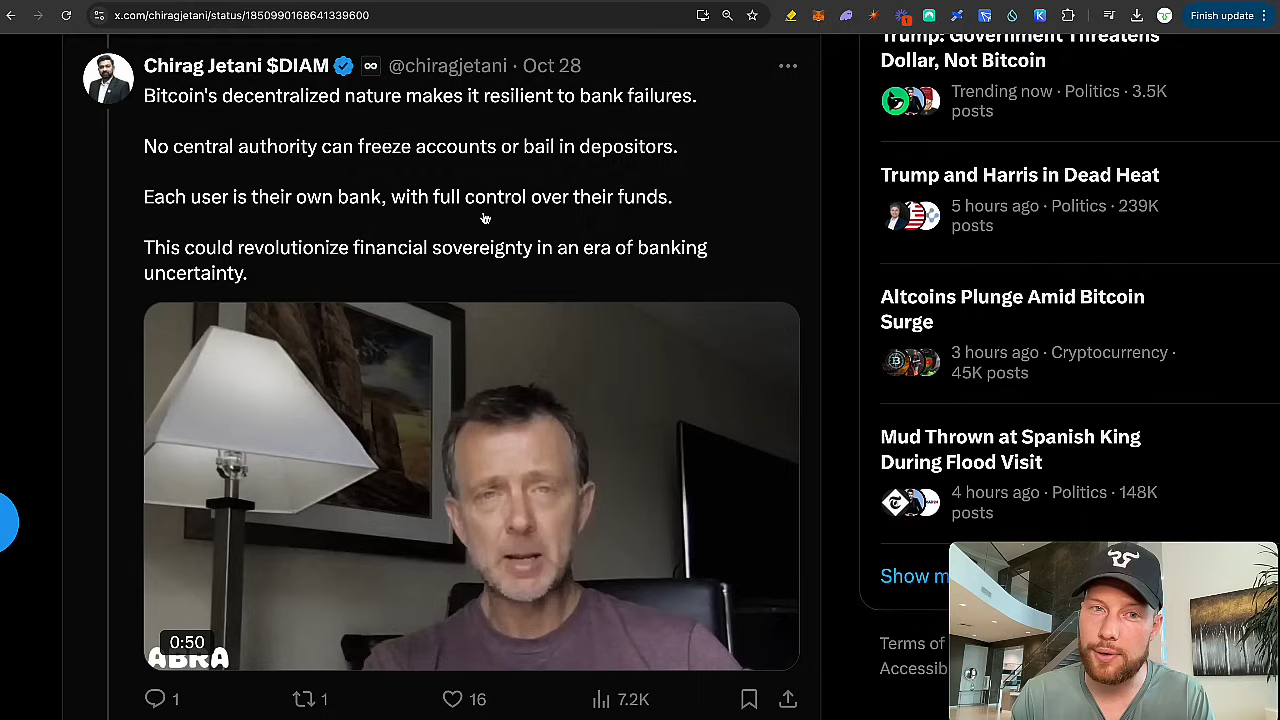 x.com/chiragjetani/status/1850990168641339600
Finish update
Chirag Jetani $DIAM @chiragjetani · Oct 28
Bitcoin's decentralized nature makes it resilient to bank failures.
No central authority can freeze accounts or bail in depositors.
Each user is their own bank, with full control over their funds.
This could revolutionize financial sovereignty in an era of banking
uncertainty.
0:50
ABRA
1
1
16
7.2K
Trump: Government Threatens
Dollar, Not Bitcoin
Trending now · Politics · 3.5K
posts
Trump and Harris in Dead Heat
5 hours ago · Politics · 239K
posts
Altcoins Plunge Amid Bitcoin
Surge
3 hours ago · Cryptocurrency ·
45K posts
Mud Thrown at Spanish King
During Flood Visit
4 hours ago · Politics · 148K
posts
Show m
Terms of
Accessib